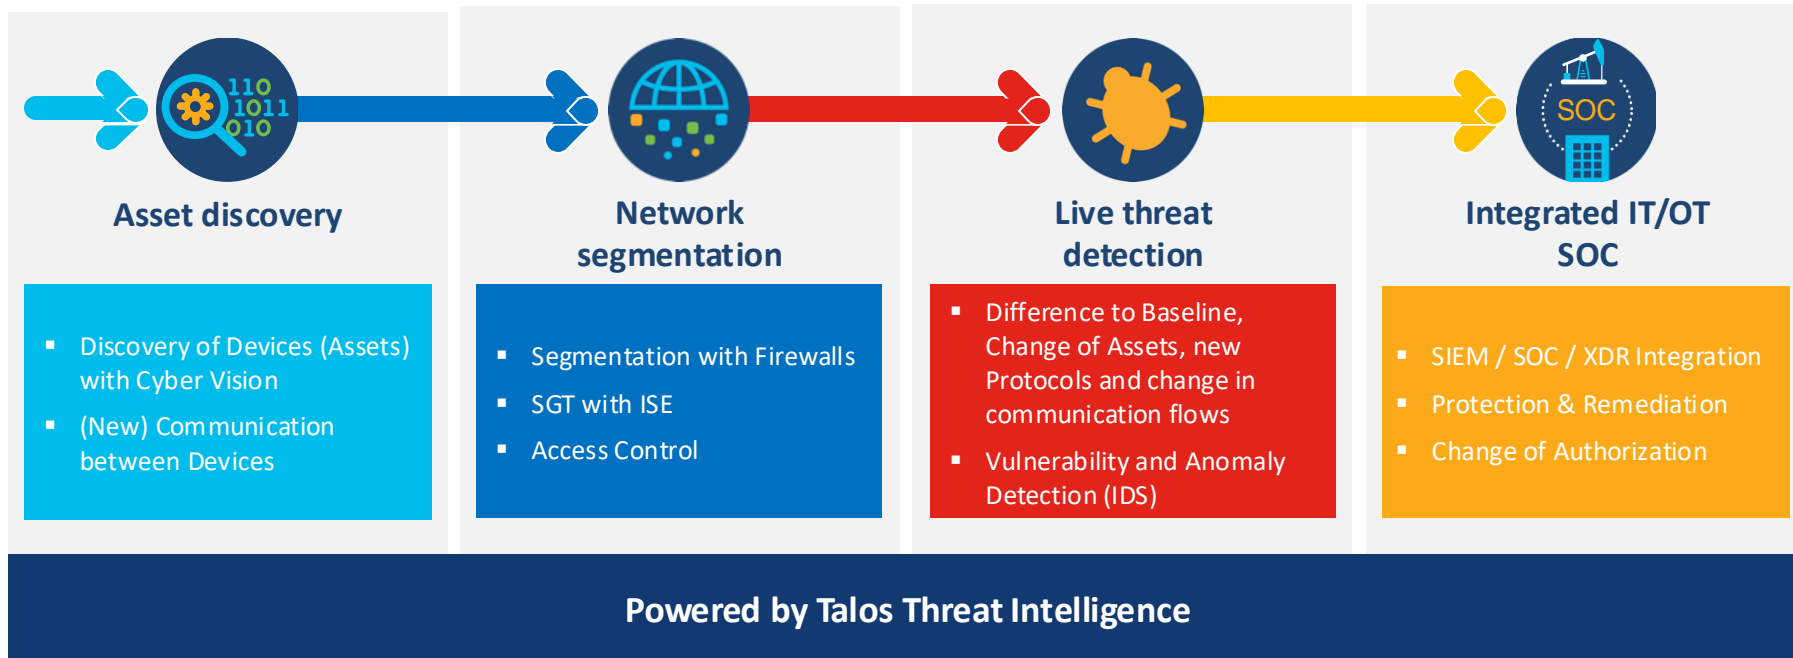 110
1011
010
Asset discovery
▪ Discovery of Devices (Assets)
with Cyber Vision
▪ (New) Communication
between Devices
Network
segmentation
▪ Segmentation with Firewalls
▪ SGT with ISE
▪ Access Control
Live threat
detection
▪ Difference to Baseline,
Change of Assets, new
Protocols and change in
communication flows
▪ Vulnerability and Anomaly
Detection (IDS)
SOC
Integrated IT/OT
SOC
▪ SIEM / SOC / XDR Integration
▪ Protection & Remediation
▪ Change of Authorization
Powered by Talos Threat Intelligence